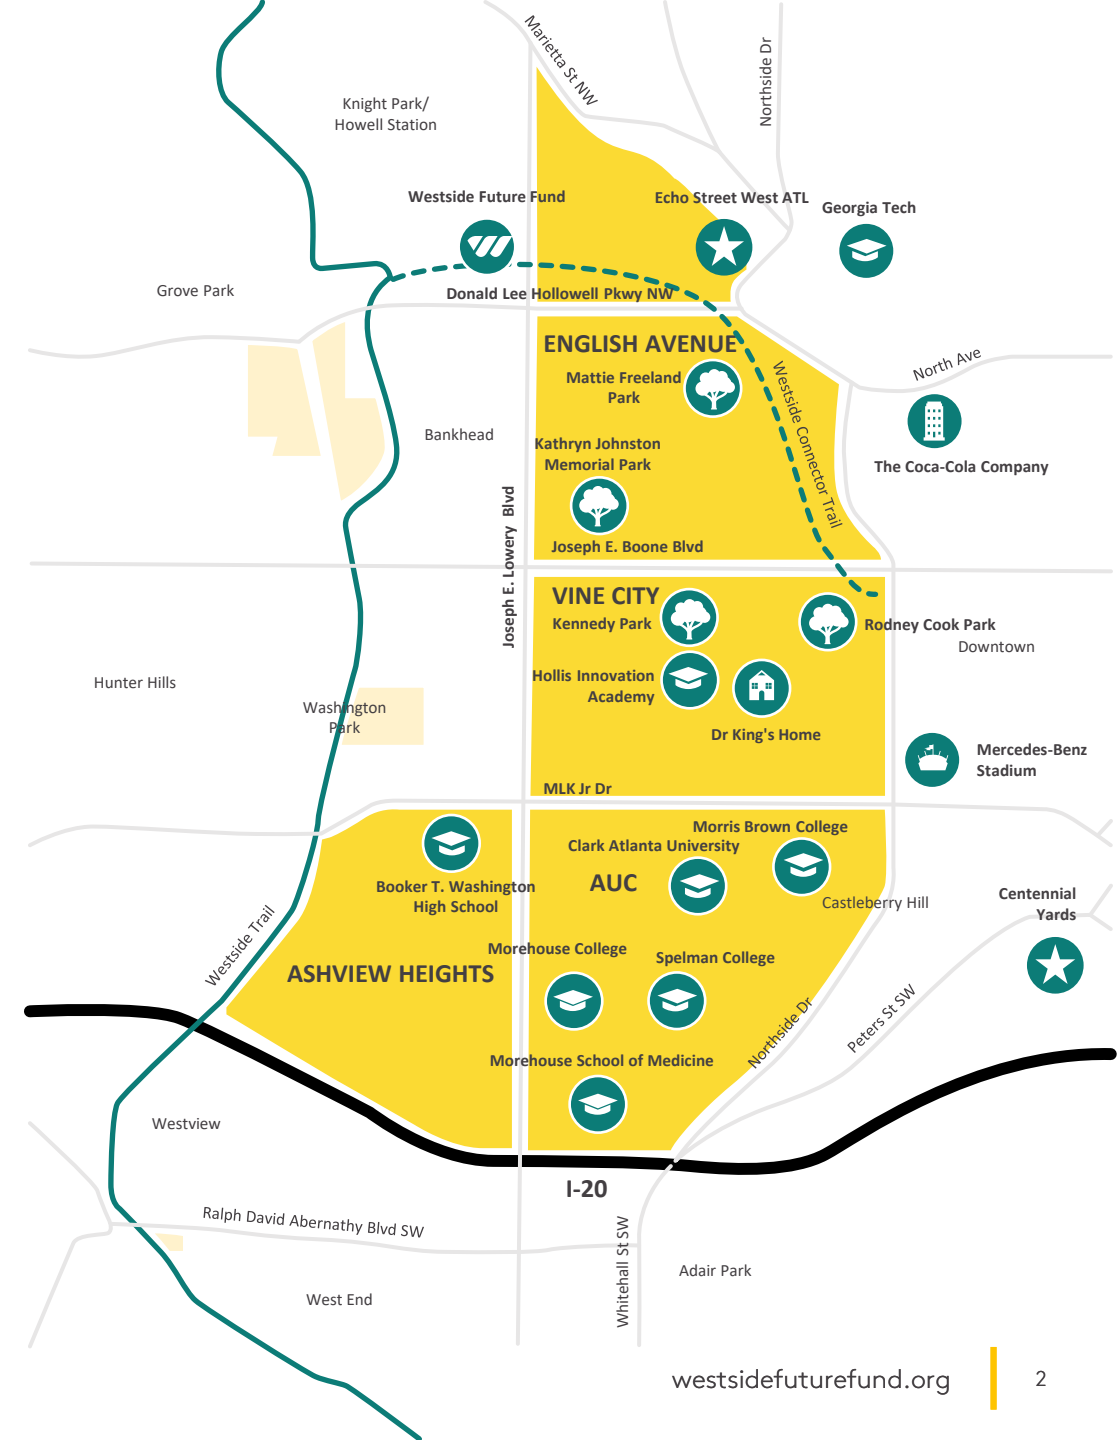 Marietta St NW
Northside Dr
Knight Park/
Howell Station
Westside Future Fund
Echo Street West ATL
Georgia Tech
Grove Park
Donald Lee Hollowell Pkwy NW
ENGLISH AVENUE
Mattie Freeland
Park
Westside Connector Trail
North Ave
Bankhead
Kathryn Johnston
Memorial Park
The Coca-Cola Company
Joseph E. Lowery Blvd
Joseph E. Boone Blvd
VINE CITY
Kennedy Park
Rodney Cook Park
Downtown
Hollis Innovation
Academy
Hunter Hills
Washington
Park
Dr King's Home
Mercedes-Benz
Stadium
MLK Jr Dr
Morris Brown College
Clark Atlanta University
AUC
Booker T. Washington
High School
Castleberry Hill
Centennial
Yards
Westside Trail
Morehouse College
Spelman College
ASHVIEW HEIGHTS
Northside Dr
Peters St SW
Morehouse School of Medicine
Westview
I-20
Ralph David Abernathy Blvd SW
Whitehall St SW
Adair Park
West End
westsidefuturefund.org
2